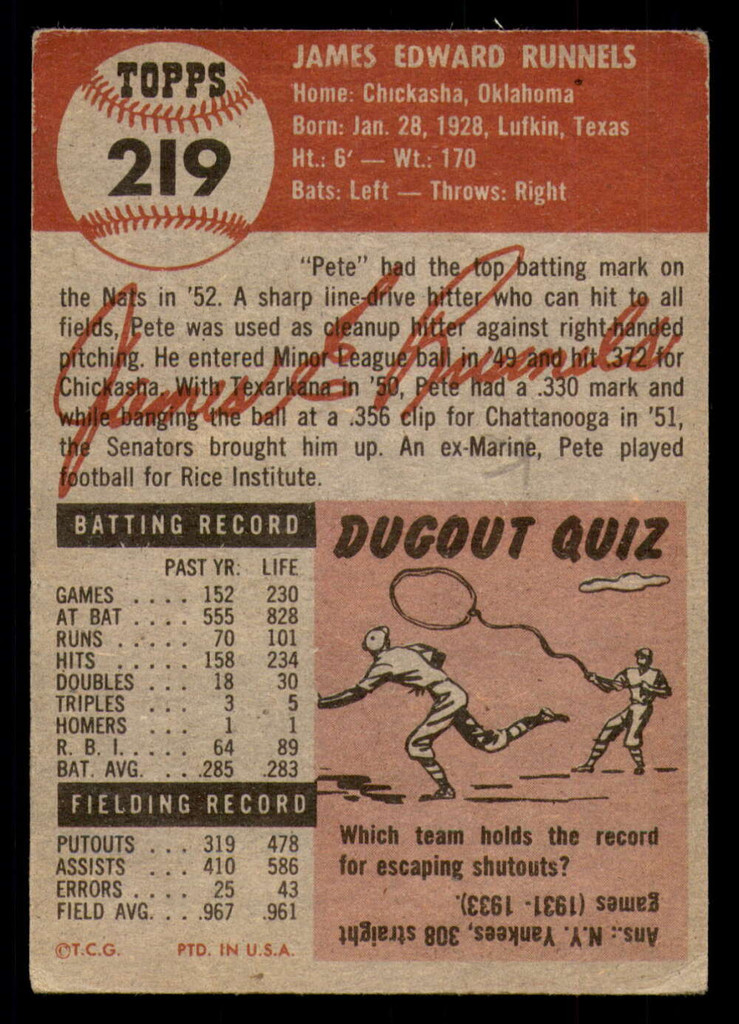 TOPPS
219
JAMES EDWARD RUNNELS
Home: Chickasha, Oklahoma
Born: Jan. 28, 1928, Lufkin, Texas
Ht.: 6' — Wt.: 170
Bats: Left — Throws: Right
"Pete" had the top batting mark on
the Nats in '52. A sharp line-drive hitter who can hit to all
fields, Pete was used as cleanup hitter against right-handed
pitching. He entered Minor League ball in '49 and hit .372 for
Chickasha. With Texarkana in '50, Pete had a .330 mark and
while banging the ball at a .356 clip for Chattanooga in '51,
the Senators brought him up. An ex-Marine, Pete played
football for Rice Institute.
James E Runnels
BATTING RECORD
PAST YR. LIFE
GAMES .... 152 230
AT BAT .... 555 828
RUNS ..... 70 101
HITS ..... 158 234
DOUBLES ... 18 30
TRIPLES ... 3 5
HOMERS ... 1 1
R. B. I. .... 64 89
BAT. AVG. ... .285 .283
FIELDING RECORD
PUTOUTS ... 319 478
ASSISTS ... 410 586
ERRORS ... 25 43
FIELD AVG. .. .967 .961
©T.C.G. PTD. IN U.S.A.
DUGOUT QUIZ
Which team holds the record
for escaping shutouts?
Ans.: N.Y. Yankees, 308 straight
games (1931-1933).